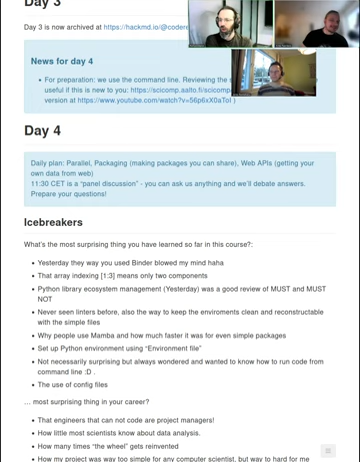 Day 3
Day 3 is now archived at https://hackmd.io/@codere
News for day 4
For preparation: we use the command line. Reviewing the
useful if this is new to you: https://scicomp.aalto.fi/scicomp
version at https://www.youtube.com/watch?v=56p6xX0aToI )
Day 4
Daily plan: Parallel, Packaging (making packages you can share), Web APIs (getting your
own data from web)
11:30 CET is a “panel discussion” - you can ask us anything and we’ll debate answers.
Prepare your questions!
Icebreakers
What’s the most surprising thing you have learned so far in this course?:
Yesterday they way you used Binder blowed my mind haha
That array indexing [1:3] means only two components
Python library ecosystem management (Yesterday) was a good review of MUST and MUST
NOT
Never seen linters before, also the way to keep the enviroments clean and reconstructable
with the simple files
Why people use Mamba and how much faster it was for even simple packages
Set up Python environment using “Environment file”
Not necessarily surprising but always wondered and wanted to know how to run code from
command line :D .
The use of config files
… most surprising thing in your career?
That engineers that can not code are project managers!
How little most scientists know about data analysis.
How many times “the wheel” gets reinvented
How my project was way too simple for any computer scientist, but way to hard for me